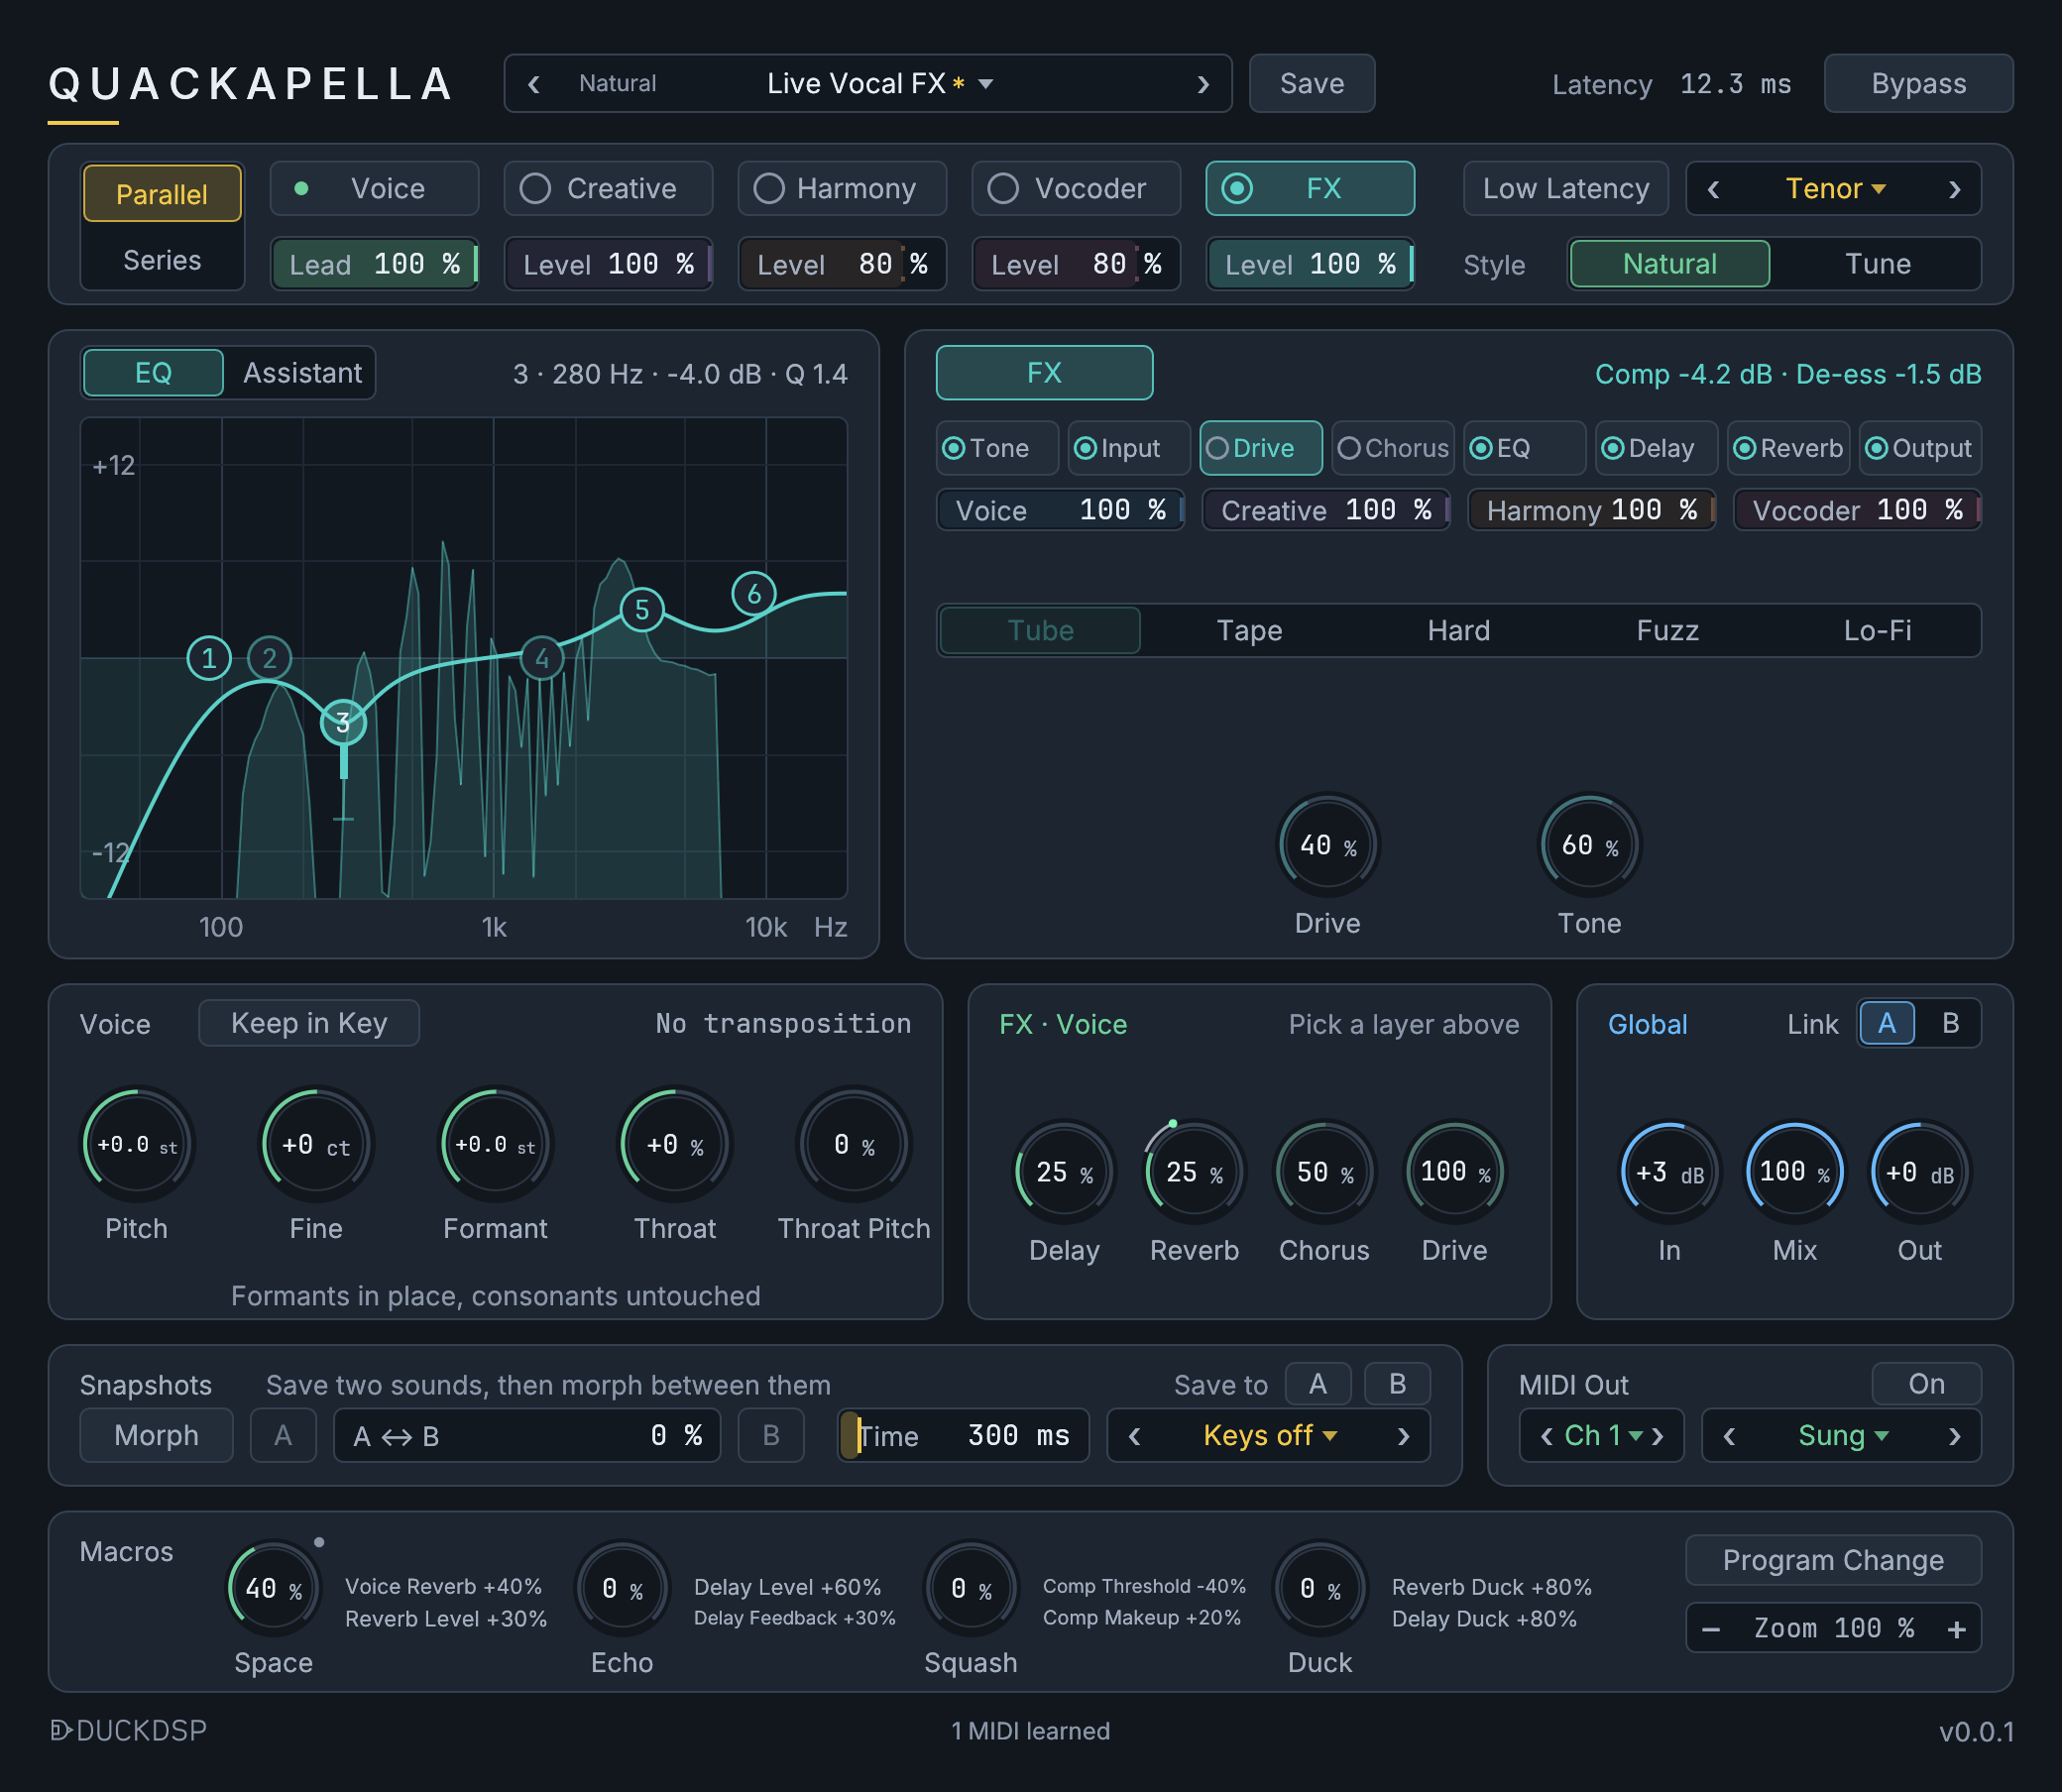 QUACKAPELLA
‹ Natural Live Vocal FX * ›
Save
Latency 12.3 ms
Bypass
Parallel
Series
Voice
Creative
Harmony
Vocoder
FX
Low Latency
‹ Tenor ›
Lead 100 %
Level 100 %
Level 80 %
Level 80 %
Level 100 %
Style
Natural
Tune
EQ
Assistant
3 · 280 Hz · -4.0 dB · Q 1.4
+12
-12
1
2
3
4
5
6
100
1k
10k
Hz
FX
Comp -4.2 dB · De-ess -1.5 dB
Tone
Input
Drive
Chorus
EQ
Delay
Reverb
Output
Voice 100 %
Creative 100 %
Harmony 100 %
Vocoder 100 %
Tube
Tape
Hard
Fuzz
Lo-Fi
40 %
60 %
Drive
Tone
Voice
Keep in Key
No transposition
+0.0 st
+0 ct
+0.0 st
+0 %
0 %
Pitch
Fine
Formant
Throat
Throat Pitch
Formants in place, consonants untouched
FX · Voice
Pick a layer above
25 %
25 %
50 %
100 %
Delay
Reverb
Chorus
Drive
Global
Link
A
B
+3 dB
100 %
+0 dB
In
Mix
Out
Snapshots
Save two sounds, then morph between them
Save to
A
B
Morph
A
A ↔ B 0 %
B
Time 300 ms
‹ Keys off ›
MIDI Out
On
‹ Ch 1 ›
‹ Sung ›
Macros
40 %
Space
Voice Reverb +40%
Reverb Level +30%
0 %
Echo
Delay Level +60%
Delay Feedback +30%
0 %
Squash
Comp Threshold -40%
Comp Makeup +20%
0 %
Duck
Reverb Duck +80%
Delay Duck +80%
Program Change
− Zoom 100 % +
DUCKDSP
1 MIDI learned
v0.0.1